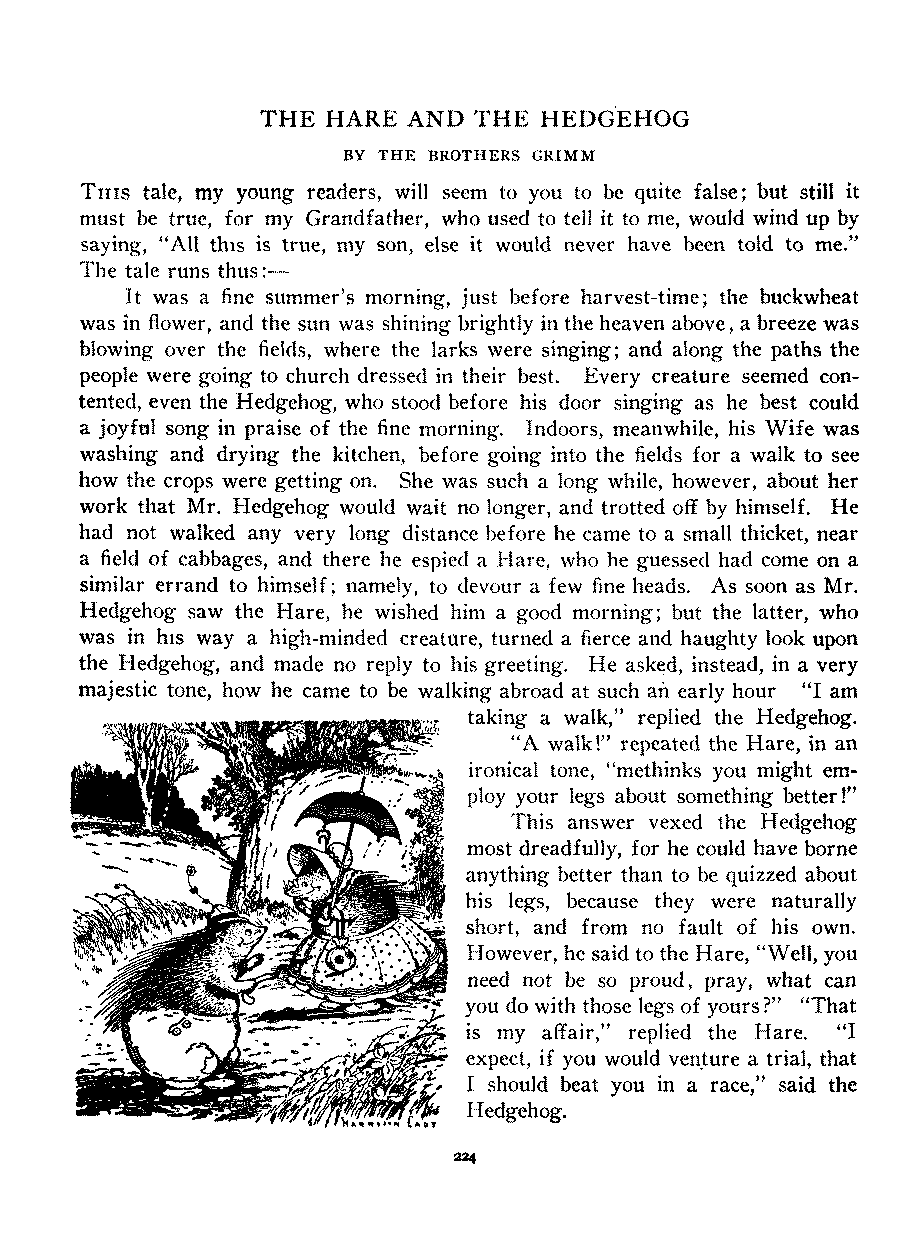 THE HARE AND THE HEDGEHOG
BY THE BROTHERS GRIMM
THIS tale, my young readers, will seem to you to be quite false; but still it
must be true, for my Grandfather, who used to tell it to me, would wind up by
saying, "All this is true, my son, else it would never have been told to me."
The tale runs thus:—
It was a fine summer's morning, just before harvest-time; the buckwheat
was in flower, and the sun was shining brightly in the heaven above, a breeze was
blowing over the fields, where the larks were singing; and along the paths the
people were going to church dressed in their best. Every creature seemed con-
tented, even the Hedgehog, who stood before his door singing as he best could
a joyful song in praise of the fine morning. Indoors, meanwhile, his Wife was
washing and drying the kitchen, before going into the fields for a walk to see
how the crops were getting on. She was such a long while, however, about her
work that Mr. Hedgehog would wait no longer, and trotted off by himself. He
had not walked any very long distance before he came to a small thicket, near
a field of cabbages, and there he espied a Hare, who he guessed had come on a
similar errand to himself; namely, to devour a few fine heads. As soon as Mr.
Hedgehog saw the Hare, he wished him a good morning; but the latter, who
was in his way a high-minded creature, turned a fierce and haughty look upon
the Hedgehog, and made no reply to his greeting. He asked, instead, in a very
majestic tone, how he came to be walking abroad at such an early hour "I am
taking a walk," replied the Hedgehog.
"A walk!" repeated the Hare, in an
ironical tone, "methinks you might em-
ploy your legs about something better!"
This answer vexed the Hedgehog
most dreadfully, for he could have borne
anything better than to be quizzed about
his legs, because they were naturally
short, and from no fault of his own.
However, he said to the Hare, "Well, you
need not be so proud, pray, what can
you do with those legs of yours?" "That
is my affair," replied the Hare. "I
expect, if you would venture a trial, that
I should beat you in a race," said the
Hedgehog.
HARRISON CADY
224